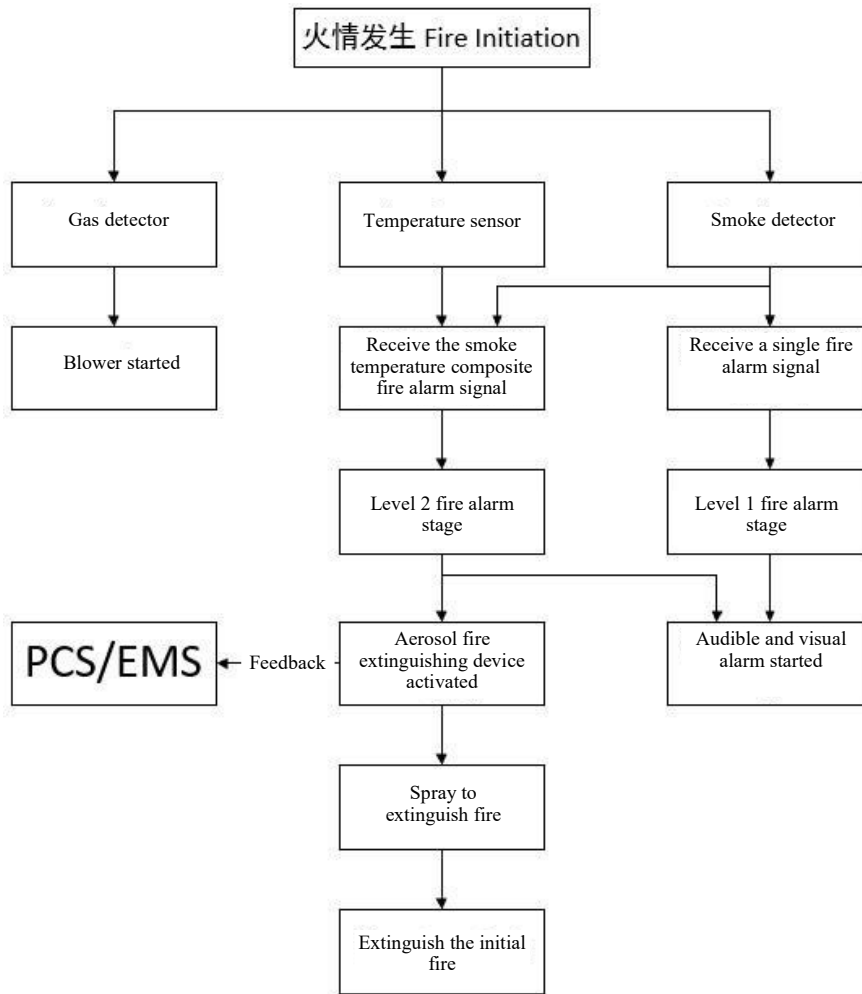 火情发生 Fire Initiation
Gas detector
Temperature sensor
Smoke detector
Blower started
Receive the smoke
temperature composite
fire alarm signal
Receive a single fire
alarm signal
Level 2 fire alarm
stage
Level 1 fire alarm
stage
PCS/EMS
Feedback
Aerosol fire
extinguishing device
activated
Audible and visual
alarm started
Spray to
extinguish fire
Extinguish the initial
fire